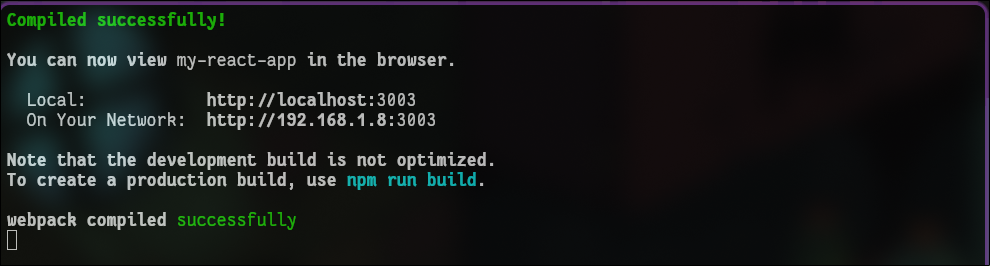 Compiled successfully!
You can now view my-react-app in the browser.
Local: http://localhost:3003
On Your Network: http://192.168.1.8:3003
Note that the development build is not optimized.
To create a production build, use npm run build.
webpack compiled successfully